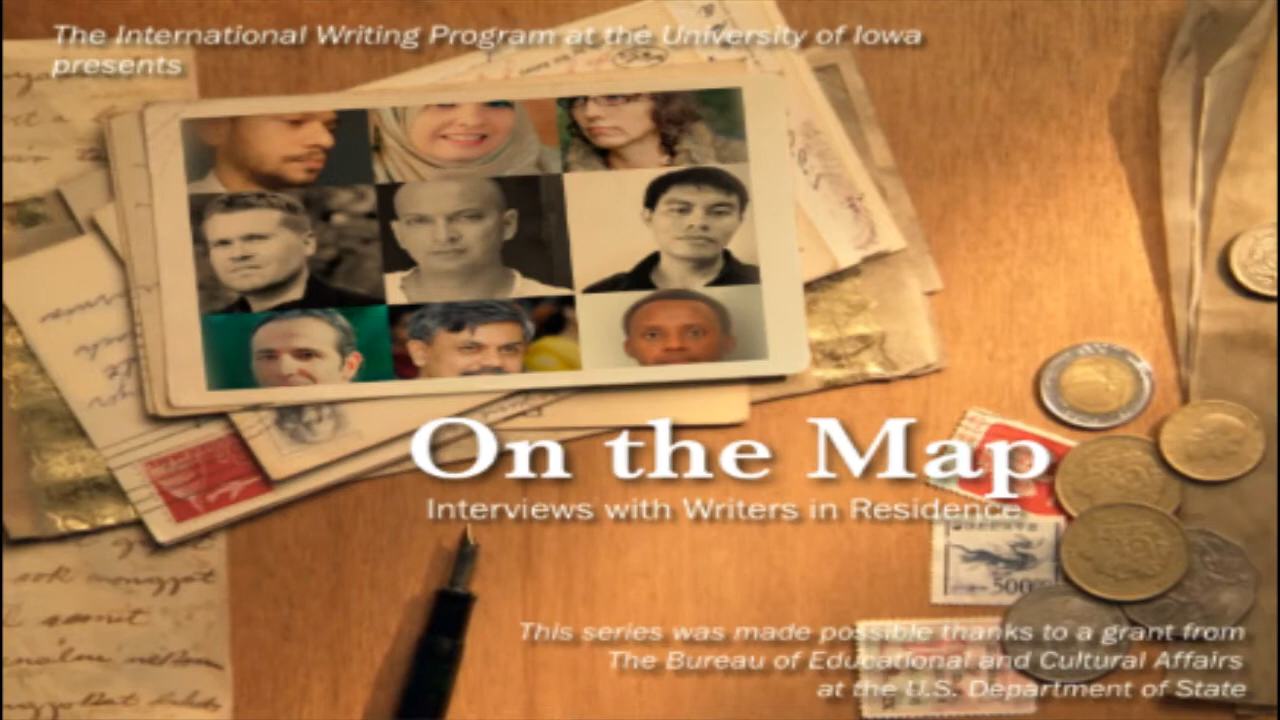 The International Writing Program at the University of Iowa
presents
On the Map
Interviews with Writers in Residence
500
This series was made possible thanks to a grant from
The Bureau of Educational and Cultural Affairs
at the U.S. Department of State